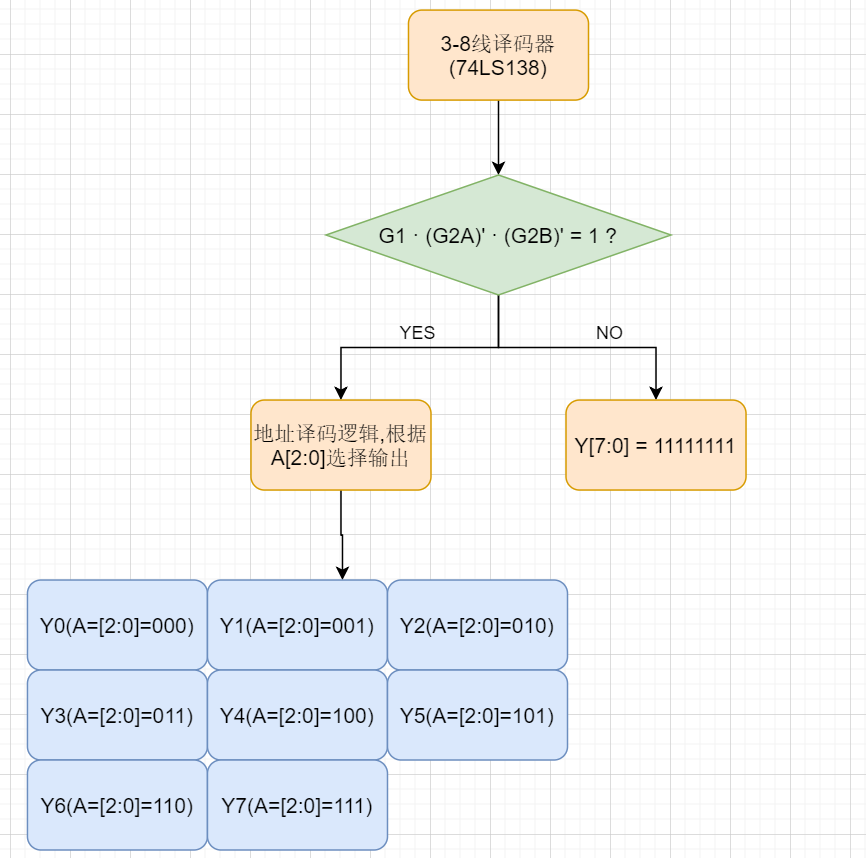 3-8线译码器
(74LS138)
G1 · (G2A)' · (G2B)' = 1 ?
YES
NO
地址译码逻辑,根据
A[2:0]选择输出
Y[7:0] = 11111111
Y0(A=[2:0]=000)
Y1(A=[2:0]=001)
Y2(A=[2:0]=010)
Y3(A=[2:0]=011)
Y4(A=[2:0]=100)
Y5(A=[2:0]=101)
Y6(A=[2:0]=110)
Y7(A=[2:0]=111)